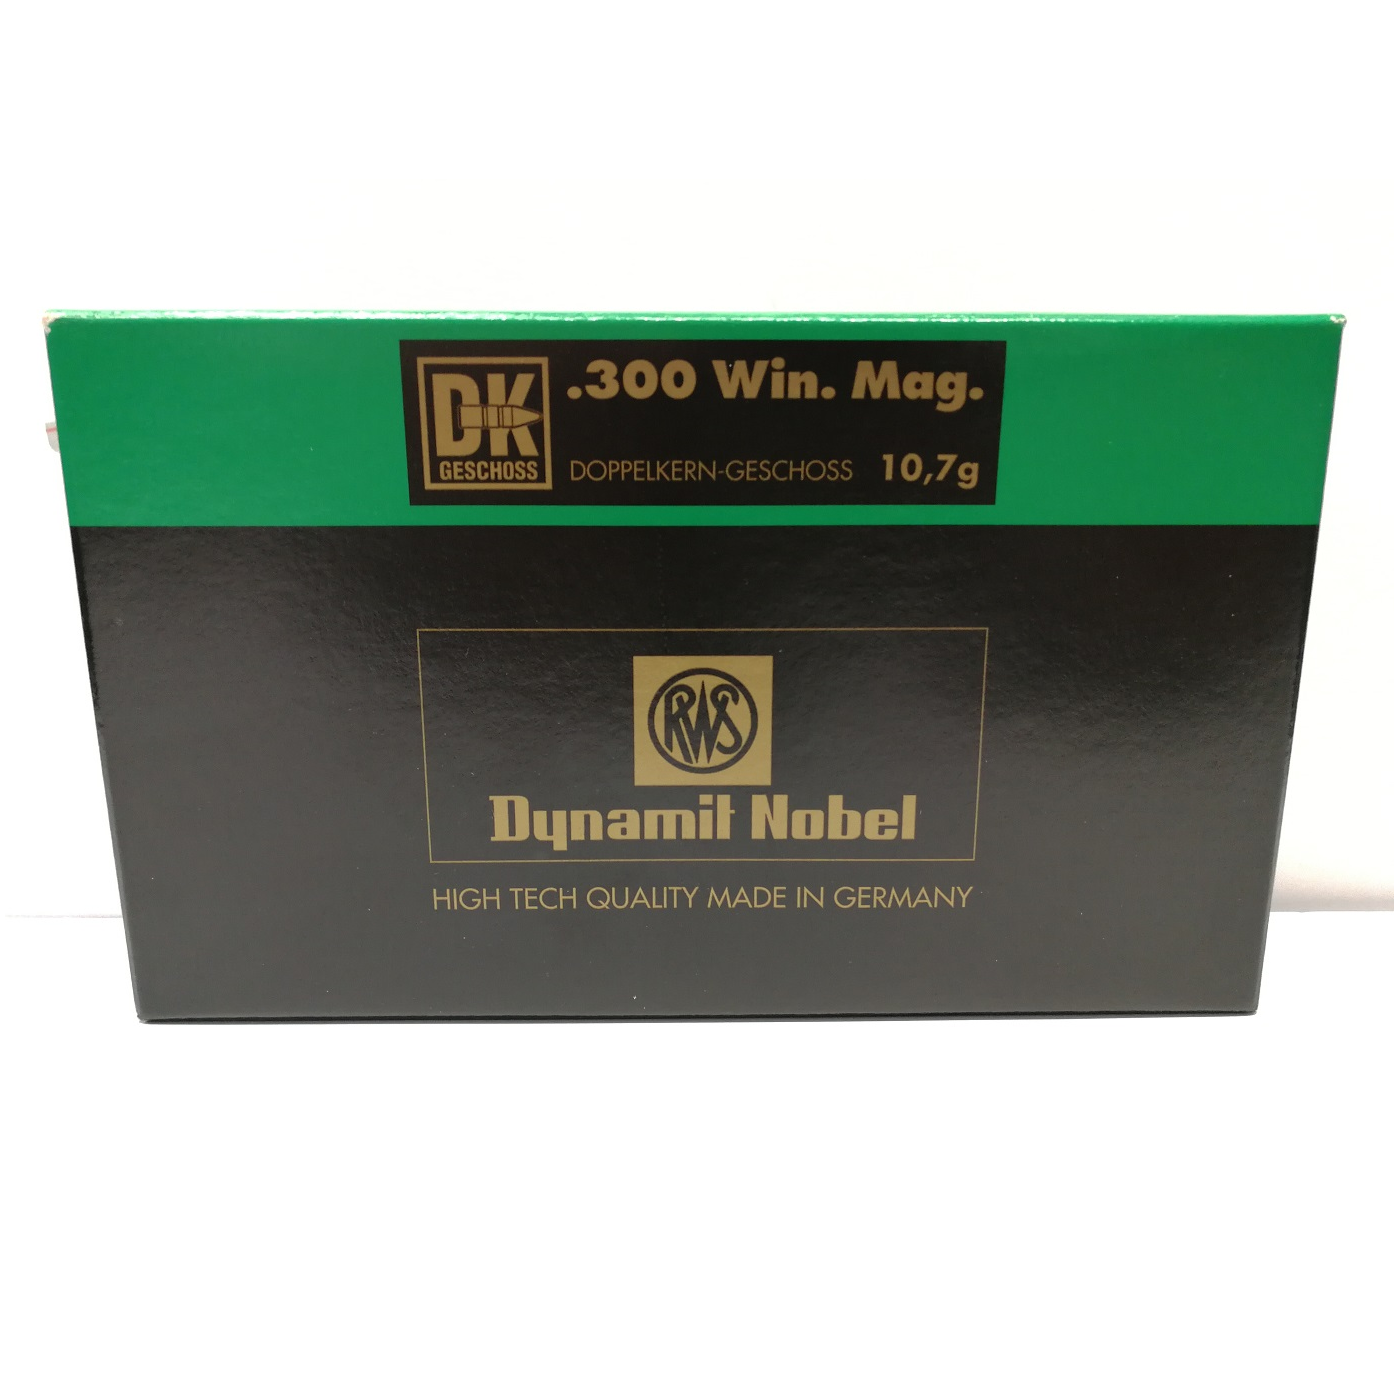 DK
GESCHOSS
.300 Win. Mag.
DOPPELKERN-GESCHOSS 10,7g
RWS
Dynamit Nobel
HIGH TECH QUALITY MADE IN GERMANY